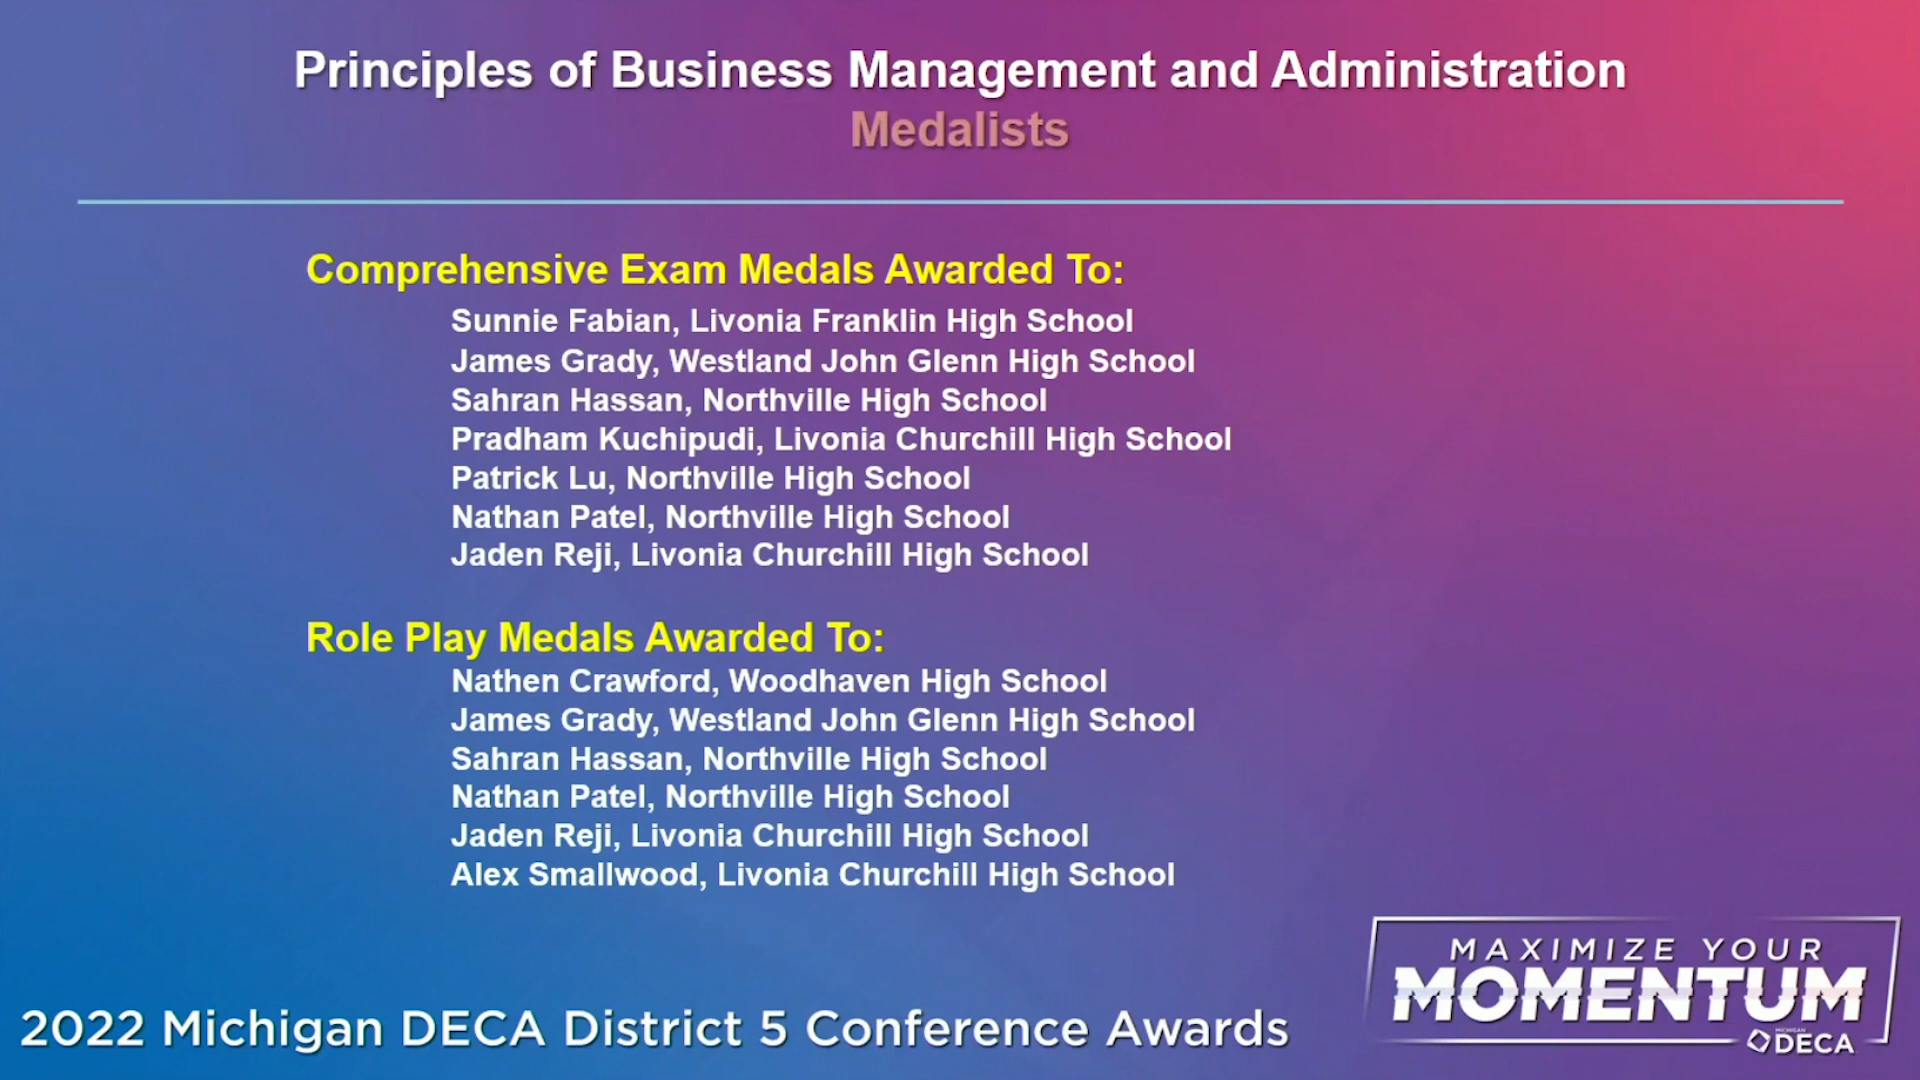 Principles of Business Management and Administration
Medalists
Comprehensive Exam Medals Awarded To:
Sunnie Fabian, Livonia Franklin High School
James Grady, Westland John Glenn High School
Sahran Hassan, Northville High School
Pradham Kuchipudi, Livonia Churchill High School
Patrick Lu, Northville High School
Nathan Patel, Northville High School
Jaden Reji, Livonia Churchill High School
Role Play Medals Awarded To:
Nathen Crawford, Woodhaven High School
James Grady, Westland John Glenn High School
Sahran Hassan, Northville High School
Nathan Patel, Northville High School
Jaden Reji, Livonia Churchill High School
Alex Smallwood, Livonia Churchill High School
MAXIMIZE YOUR
MOMENTUM
MICHIGAN
DECA
2022 Michigan DECA District 5 Conference Awards